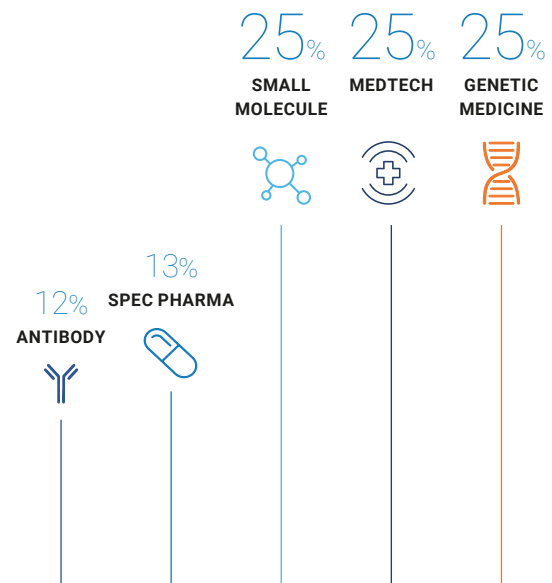 25%
SMALL
MOLECULE
25%
MEDTECH
25%
GENETIC
MEDICINE
13%
SPEC PHARMA
12%
ANTIBODY